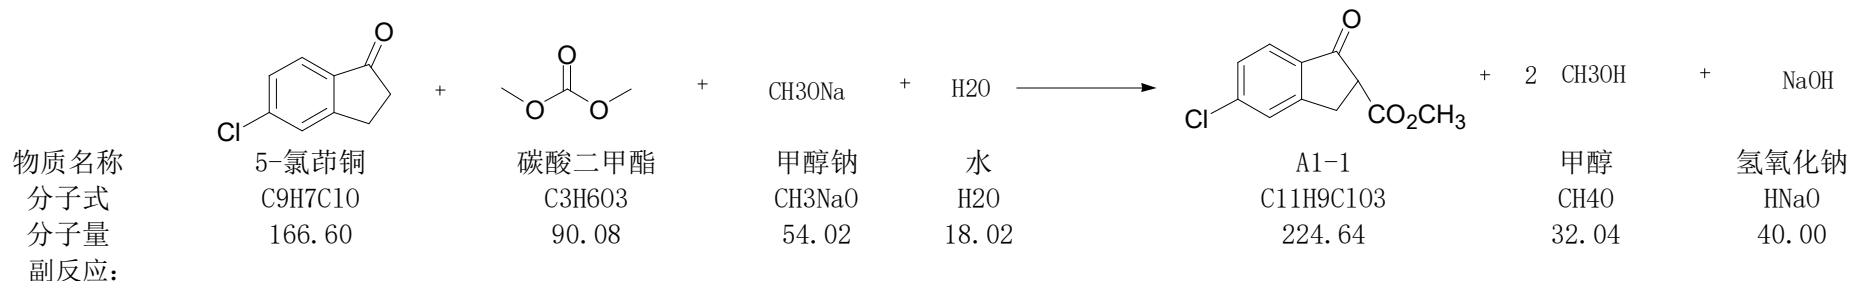 O
Cl
+
O
O
O
+
CH3ONa
+
H2O
O
Cl
CO2CH3
+
2 CH3OH
+
NaOH
物质名称 5-氯茚铜 碳酸二甲酯 甲醇钠 水 A1-1 甲醇 氢氧化钠
分子式 C9H7ClO C3H6O3 CH3NaO H2O C11H9ClO3 CH4O HNaO
分子量 166.60 90.08 54.02 18.02 224.64 32.04 40.00
副反应：